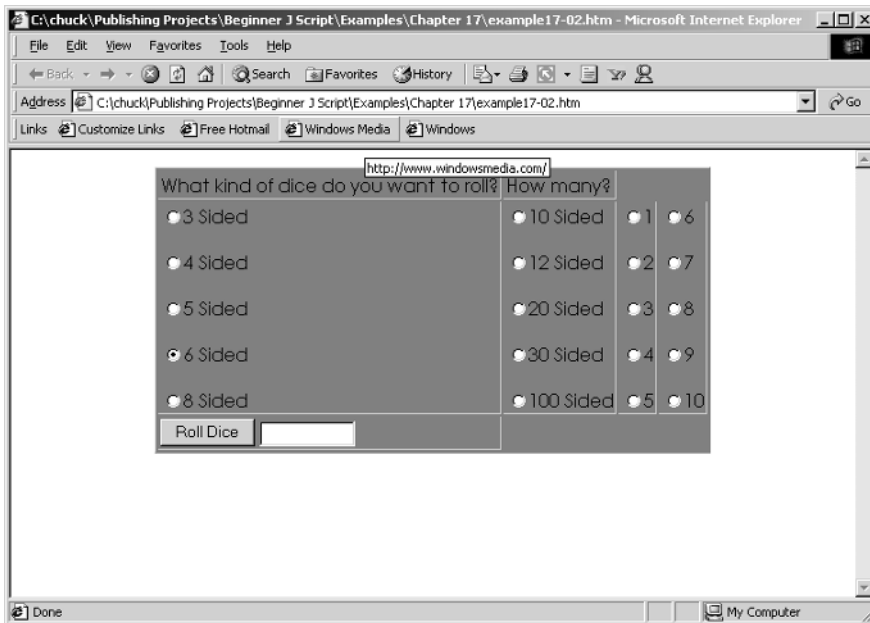 C:\chuck\Publishing Projects\Beginner J Script\Examples\Chapter 17\example17-02.htm - Microsoft Internet Explorer
File Edit View Favorites Tools Help
Back Search Favorites History
Address C:\chuck\Publishing Projects\Beginner J Script\Examples\Chapter 17\example17-02.htm Go
Links Customize Links Free Hotmail Windows Media Windows
http://www.windowsmedia.com/
What kind of dice do you want to roll? How many?
3 Sided 10 Sided 1 6
4 Sided 12 Sided 2 7
5 Sided 20 Sided 3 8
6 Sided 30 Sided 4 9
8 Sided 100 Sided 5 10
Roll Dice
Done My Computer